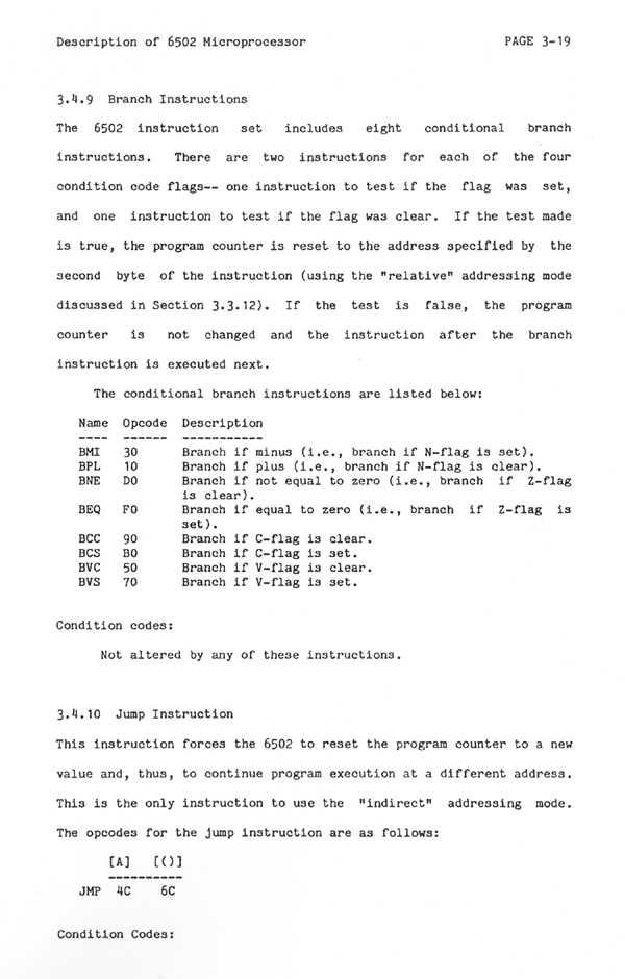 Description of 6502 Microprocessor PAGE 3-19
3.4.9 Branch Instructions
The 6502 instruction set includes eight conditional branch
instructions. There are two instructions for each of the four
condition code flags-- one instruction to test if the flag was set,
and one instruction to test if the flag was clear. If the test made
is true, the program counter is reset to the address specified by the
second byte of the instruction (using the "relative" addressing mode
discussed in Section 3.3.12). If the test is false, the program
counter is not changed and the instruction after the branch
instruction is executed next.
The conditional branch instructions are listed below:
Name Opcode Description
---- ------ -----------
BMI 30 Branch if minus (i.e., branch if N-flag is set).
BPL 10 Branch if plus (i.e., branch if N-flag is clear).
BNE D0 Branch if not equal to zero (i.e., branch if Z-flag
is clear).
BEQ F0 Branch if equal to zero (i.e., branch if Z-flag is
set).
BCC 90 Branch if C-flag is clear.
BCS B0 Branch if C-flag is set.
BVC 50 Branch if V-flag is clear.
BVS 70 Branch if V-flag is set.
Condition codes:
Not altered by any of these instructions.
3.4.10 Jump Instruction
This instruction forces the 6502 to reset the program counter to a new
value and, thus, to continue program execution at a different address.
This is the only instruction to use the "indirect" addressing mode.
The opcodes for the jump instruction are as follows:
[A] [()]
----------
JMP 4C 6C
Condition Codes: